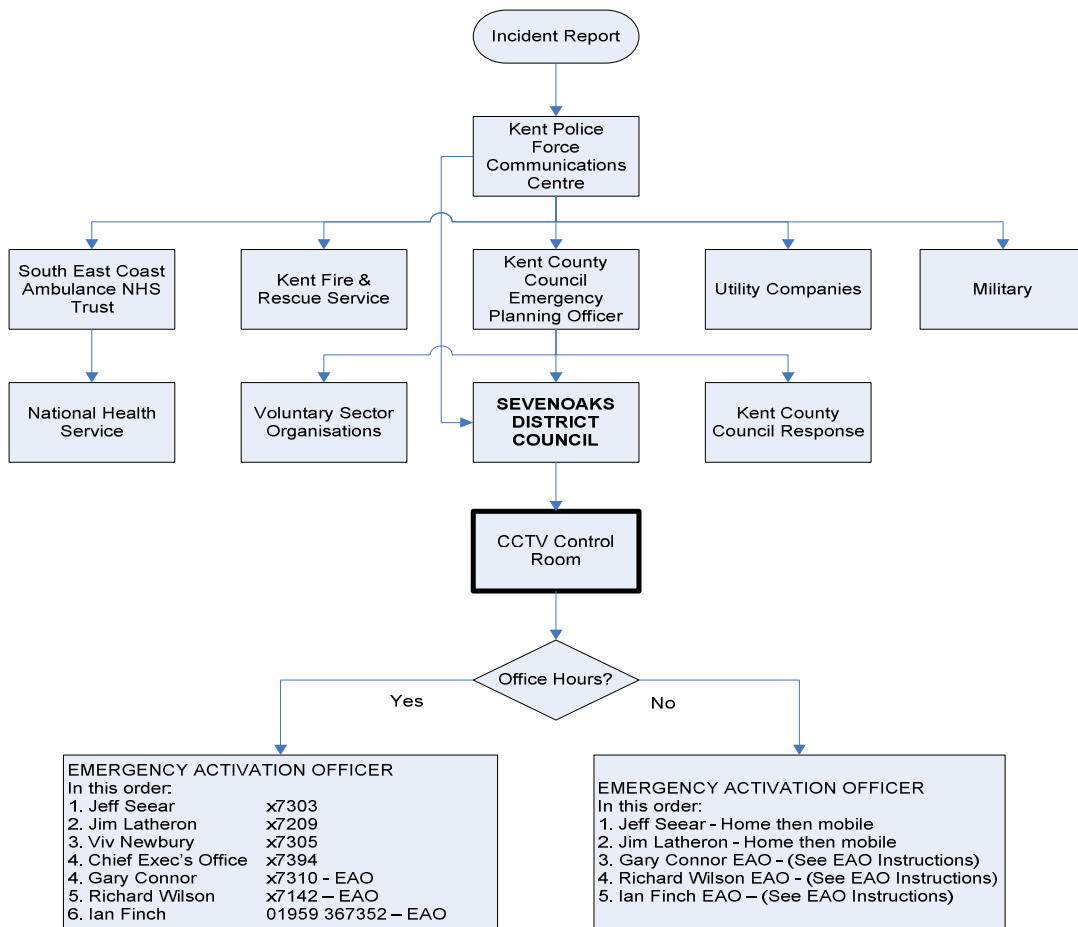 Incident Report
Kent Police
Force
Communications
Centre
South East Coast
Ambulance NHS
Trust
Kent Fire &
Rescue Service
Kent County
Council
Emergency
Planning Officer
Utility Companies
Military
National Health
Service
Voluntary Sector
Organisations
SEVENOAKS
DISTRICT
COUNCIL
Kent County
Council Response
CCTV Control
Room
Office Hours?
Yes
No
EMERGENCY ACTIVATION OFFICER
In this order:
1. Jeff Seear x7303
2. Jim Latheron x7209
3. Viv Newbury x7305
4. Chief Exec's Office x7394
4. Gary Connor x7310 - EAO
5. Richard Wilson x7142 – EAO
6. Ian Finch 01959 367352 – EAO
EMERGENCY ACTIVATION OFFICER
In this order:
1. Jeff Seear - Home then mobile
2. Jim Latheron - Home then mobile
3. Gary Connor EAO - (See EAO Instructions)
4. Richard Wilson EAO - (See EAO Instructions)
5. Ian Finch EAO – (See EAO Instructions)